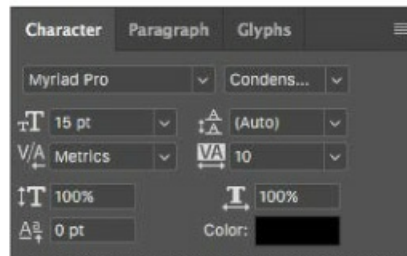 Character Paragraph Glyphs
Myriad Pro Condens...
15 pt (Auto)
Metrics 10
100% 100%
0 pt Color: